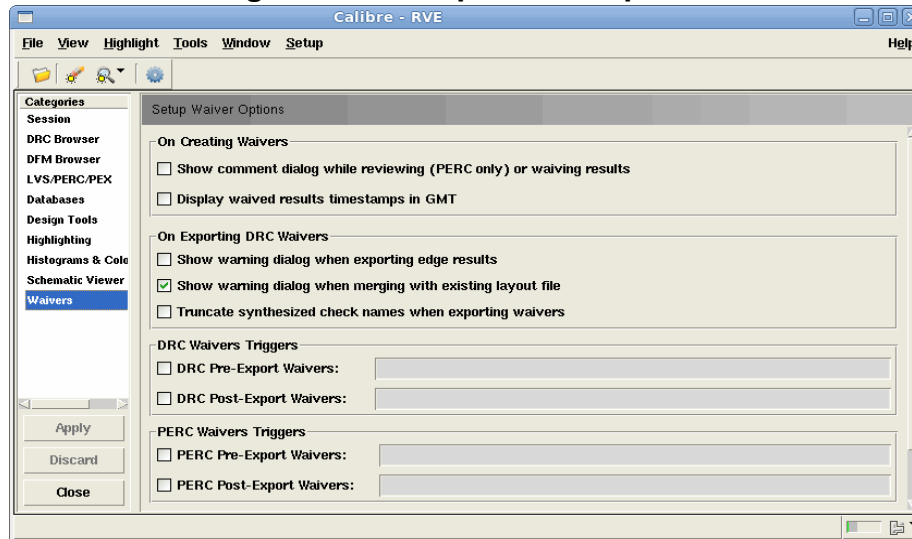 Calibre - RVE
File View Highlight Tools Window Setup Help
Categories
Session
DRC Browser
DFM Browser
LVS/PERC/PEX
Databases
Design Tools
Highlighting
Histograms & Colo
Schematic Viewer
Waivers
Apply
Discard
Close
Setup Waiver Options
On Creating Waivers
Show comment dialog while reviewing (PERC only) or waiving results
Display waived results timestamps in GMT
On Exporting DRC Waivers
Show warning dialog when exporting edge results
Show warning dialog when merging with existing layout file
Truncate synthesized check names when exporting waivers
DRC Waivers Triggers
DRC Pre-Export Waivers:
DRC Post-Export Waivers:
PERC Waivers Triggers
PERC Pre-Export Waivers:
PERC Post-Export Waivers: